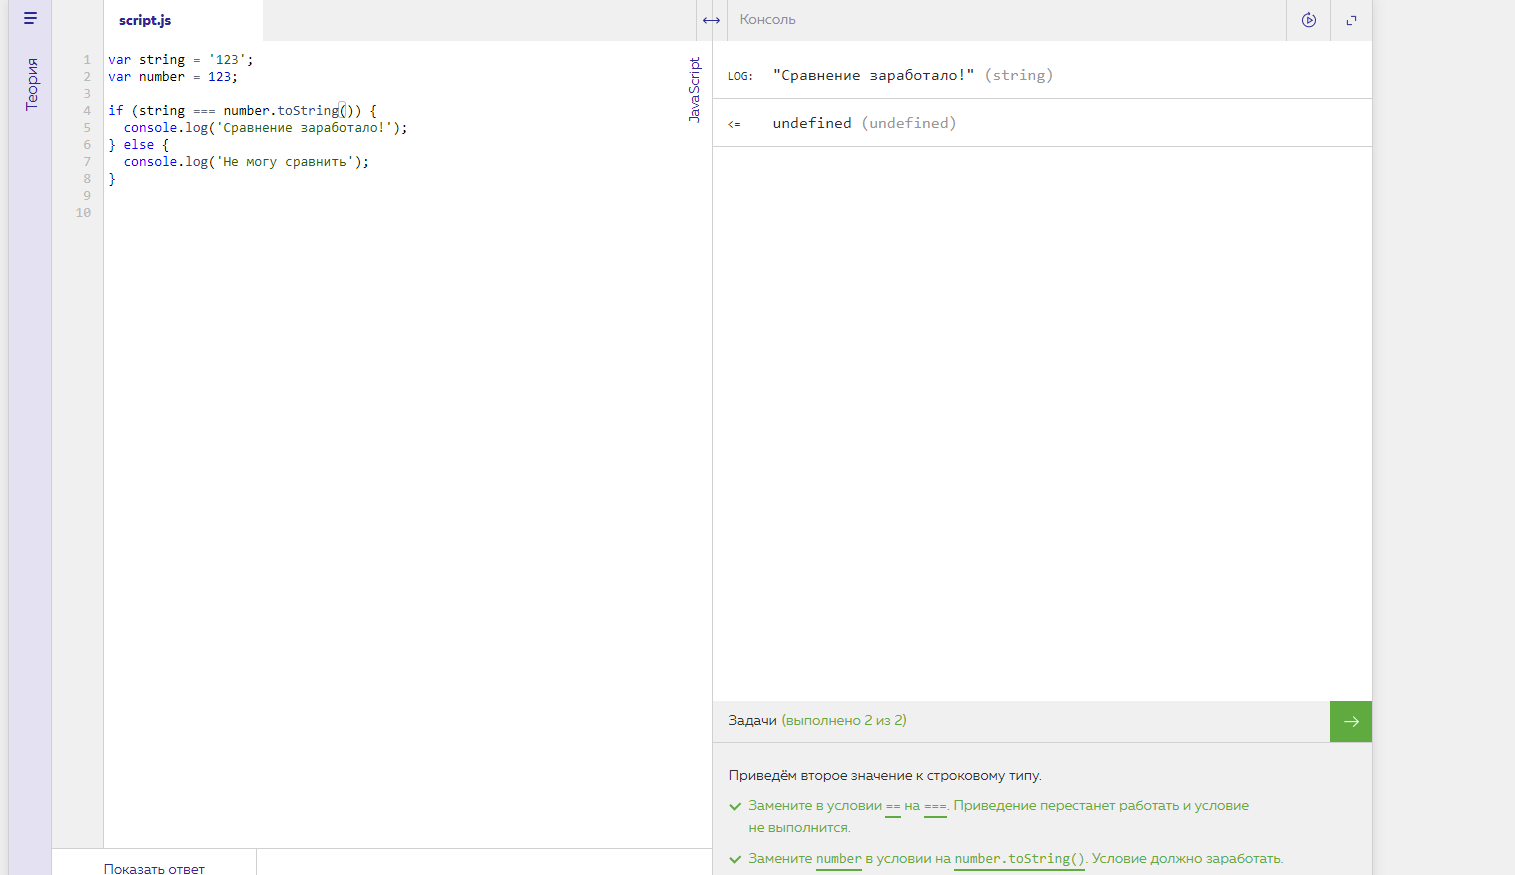 script.js
Консоль
Теория
1 var string = '123';
2 var number = 123;
3
4 if (string === number.toString()) {
5   console.log('Сравнение заработало!');
6 } else {
7   console.log('Не могу сравнить');
8 }
9
10
JavaScript
LOG: "Сравнение заработало!" (string)
<= undefined (undefined)
Задачи (выполнено 2 из 2)
Приведём второе значение к строковому типу.
Замените в условии == на ===. Приведение перестанет работать и условие
не выполнится.
Замените number в условии на number.toString(). Условие должно заработать.
Показать ответ